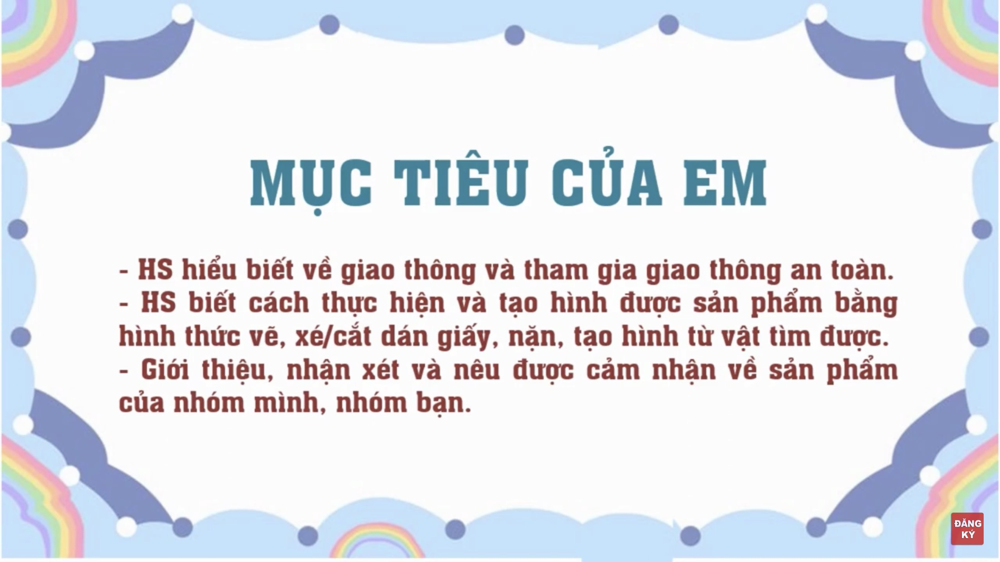 MỤC TIÊU CỦA EM
- HS hiểu biết về giao thông và tham gia giao thông an toàn.
- HS biết cách thực hiện và tạo hình được sản phẩm bằng
hình thức vẽ, xé/cắt dán giấy, nặn, tạo hình từ vật tìm được.
- Giới thiệu, nhận xét và nêu được cảm nhận về sản phẩm
của nhóm mình, nhóm bạn.
ĐĂNG
KÝ